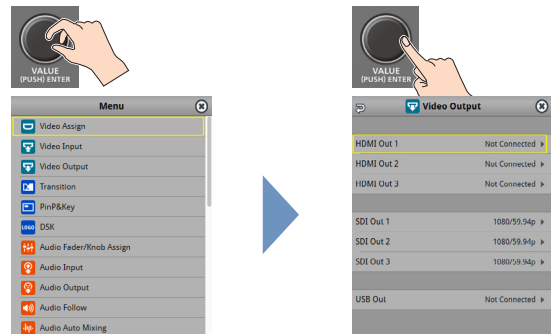 VALUE
(PUSH) ENTER
Menu
Video Assign
Video Input
Video Output
Transition
PinP&Key
LOGO DSK
Audio Fader/Knob Assign
Audio Input
Audio Output
Audio Follow
Audio Auto Mixing
VALUE
(PUSH) ENTER
Video Output
HDMI Out 1 Not Connected
HDMI Out 2 Not Connected
HDMI Out 3 Not Connected
SDI Out 1 1080/59.94p
SDI Out 2 1080/59.94p
SDI Out 3 1080/59.94p
USB Out Not Connected